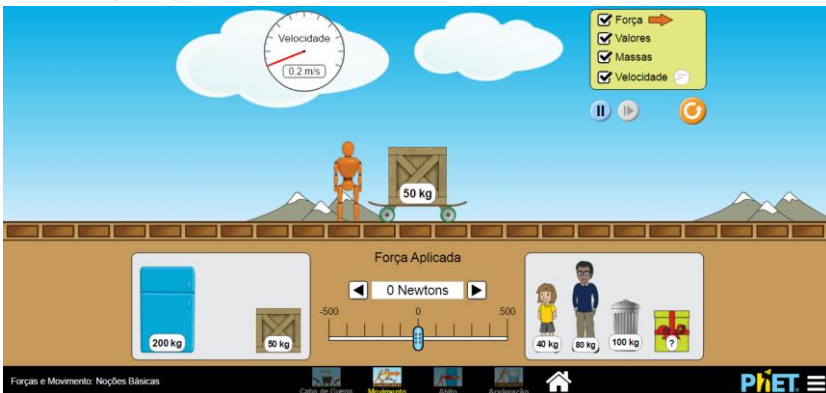 Velocidade
0.2 m/s
Força
Valores
Massas
Velocidade
50 kg
Força Aplicada
0 Newtons
-500 0 500
200 kg
50 kg
40 kg
80 kg
100 kg
?
Forças e Movimento: Noções Básicas
Cabo de Guerra
Movimento
Atrito
Aceleração
PhET